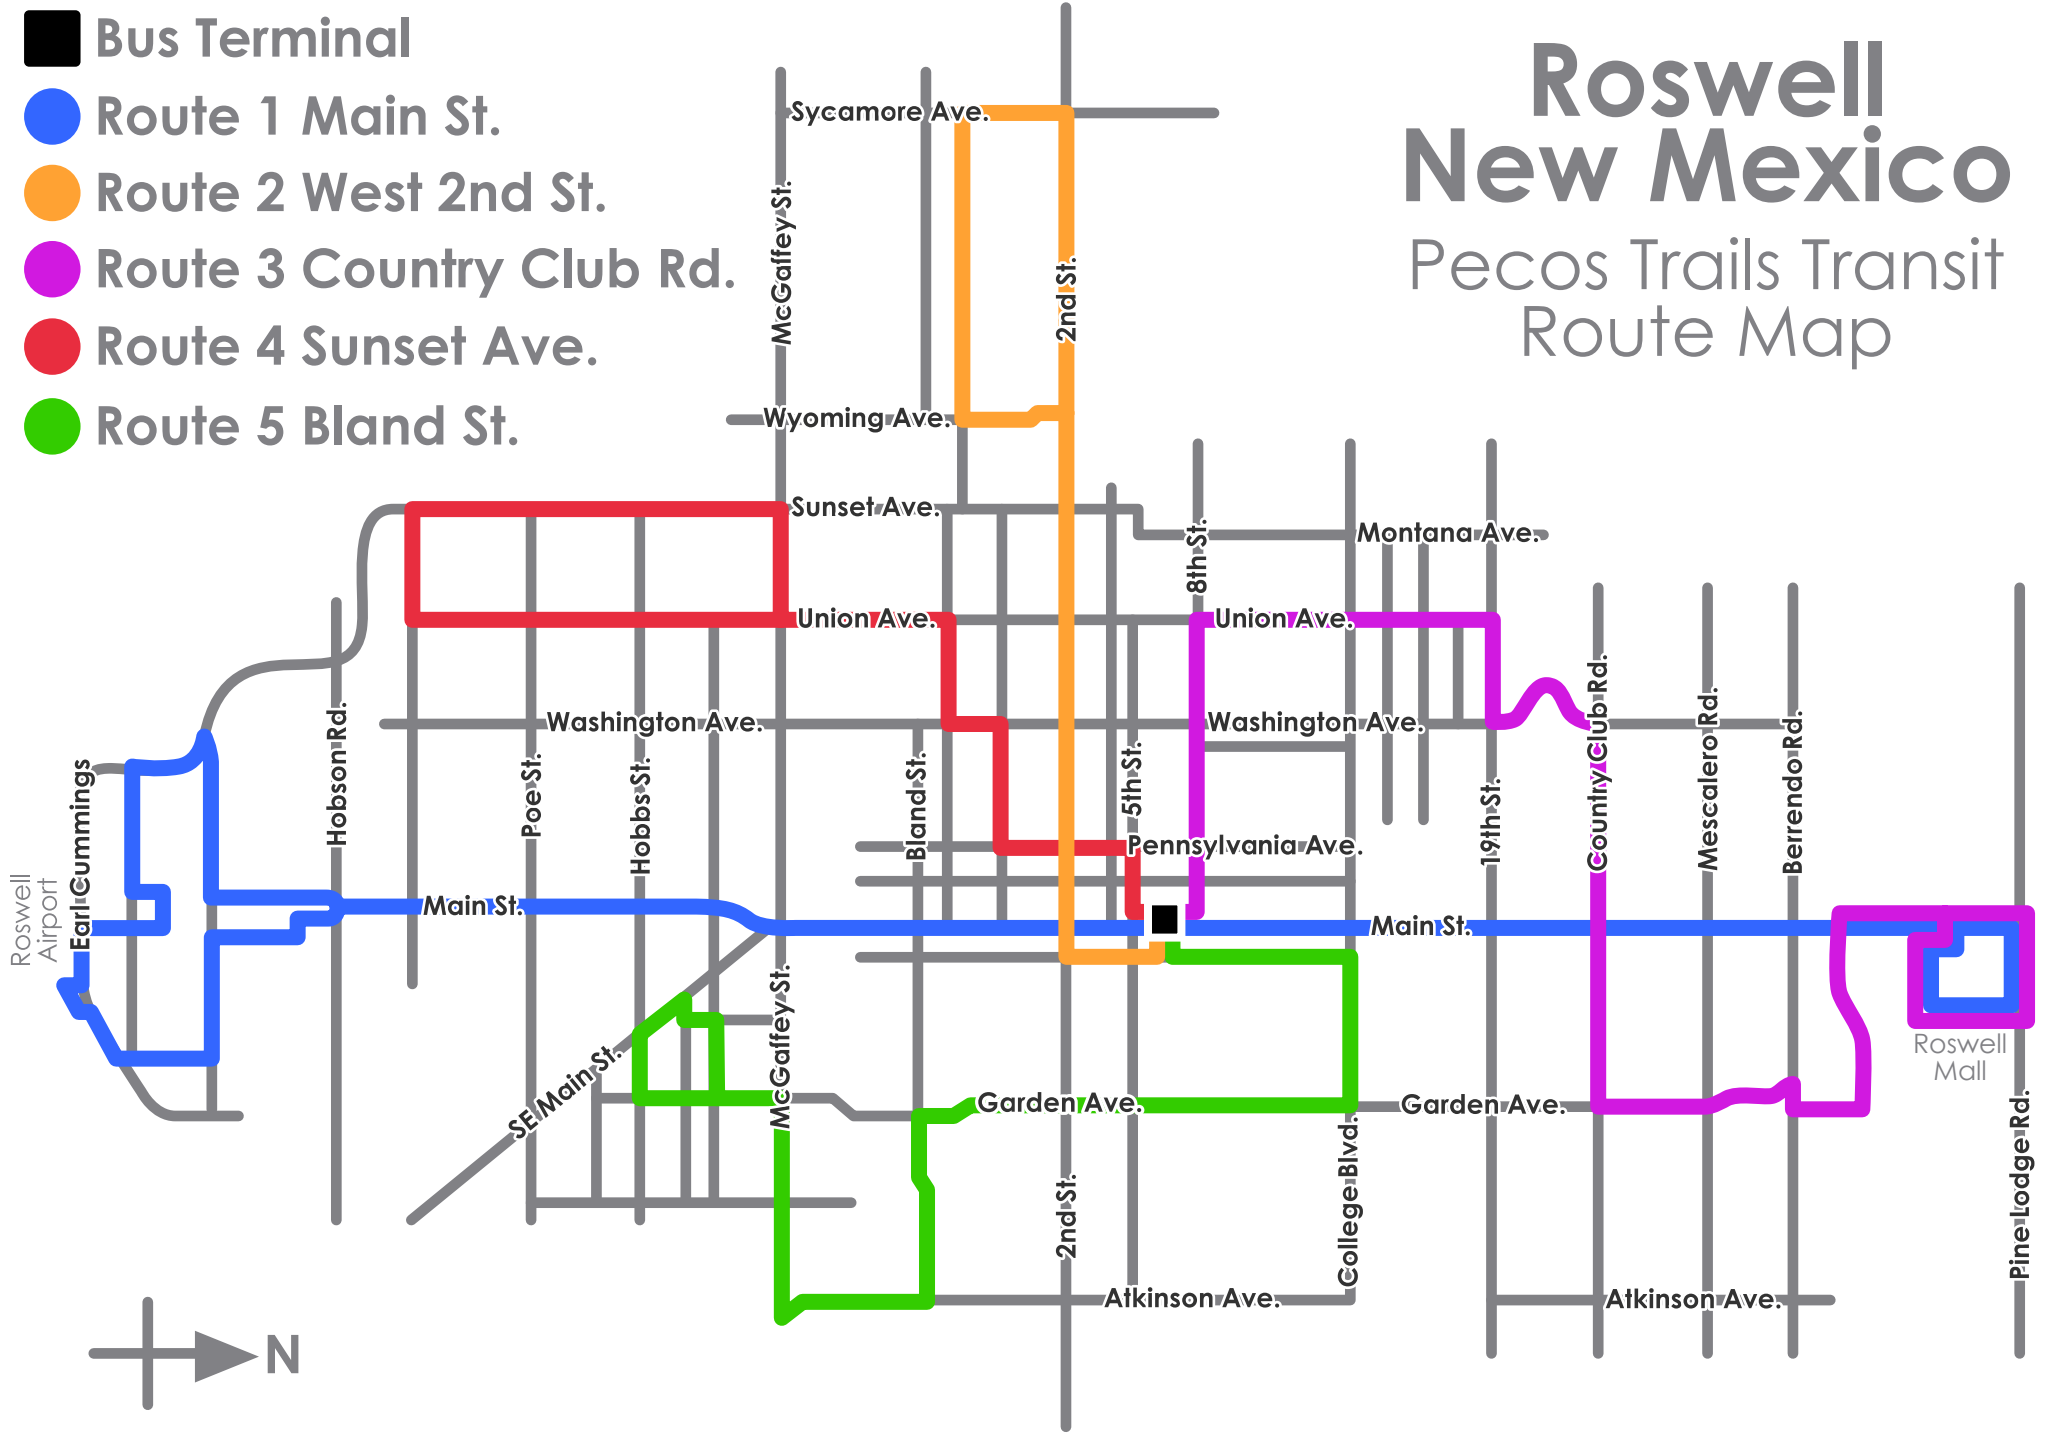 Bus Terminal
Route 1 Main St.
Route 2 West 2nd St.
Route 3 Country Club Rd.
Route 4 Sunset Ave.
Route 5 Bland St.
Roswell
New Mexico
Pecos Trails Transit
Route Map
Sycamore Ave.
McGaffey St.
2nd St.
Wyoming Ave.
Sunset Ave.
8th St.
Montana Ave.
Union Ave.
Union Ave.
Washington Ave.
Washington Ave.
Hobson Rd.
Poe St.
Hobbs St.
Bland St.
5th St.
19th St.
Country Club Rd.
Mescalero Rd.
Berrendo Rd.
Pennsylvania Ave.
Earl Cummings
Roswell
Airport
Main St.
Main St.
McGaffey St.
SE Main St.
Garden Ave.
Garden Ave.
Roswell
Mall
2nd St.
College Blvd.
Pine Lodge Rd.
Atkinson Ave.
Atkinson Ave.
N